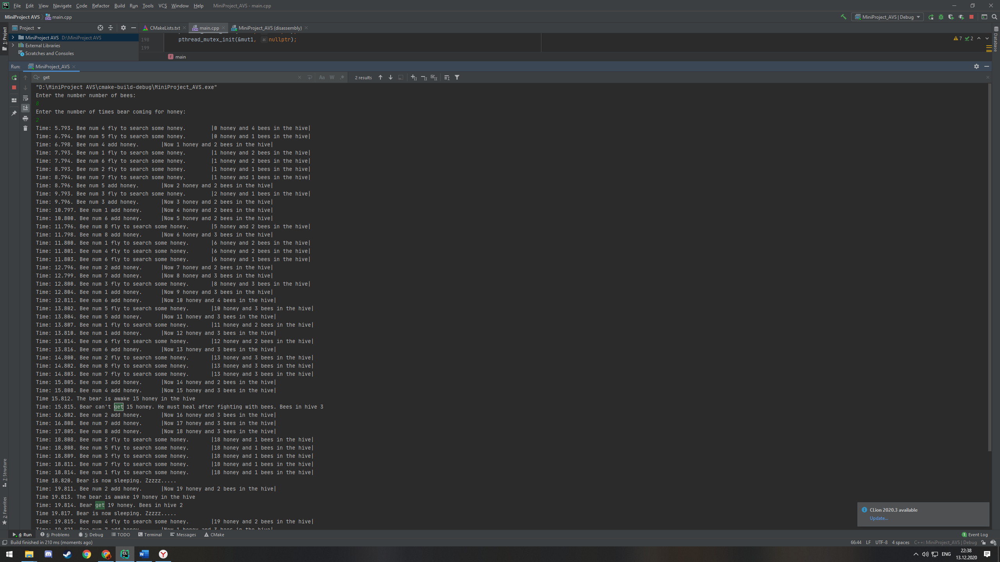 File Edit View Navigate Code Refactor Build Run Tools VCS Window Help MiniProject_AVS - main.cpp
MiniProject AVS main.cpp MiniProject_AVS | Debug
1: Project Project CMakeLists.txt main.cpp MiniProject_AVS (disassembly) Database
MiniProject AVS D:\MiniProject AVS
External Libraries
Scratches and Consoles
198 pthread_mutex_init(&mut1, a: nullptr); 7 2
199
main
Run: MiniProject_AVS
get Aa W .* 2 results
"D:\MiniProject AVS\cmake-build-debug\MiniProject_AVS.exe"
Enter the number number of bees:
8
Enter the number of times bear coming for honey:
2
Time: 5.793. Bee num 4 fly to search some honey. |0 honey and 4 bees in the hive|
Time: 6.794. Bee num 5 fly to search some honey. |0 honey and 1 bees in the hive|
Time: 6.798. Bee num 4 add honey. |Now 1 honey and 2 bees in the hive|
Time: 7.793. Bee num 1 fly to search some honey. |1 honey and 2 bees in the hive|
Time: 7.794. Bee num 6 fly to search some honey. |1 honey and 2 bees in the hive|
Time: 8.793. Bee num 2 fly to search some honey. |1 honey and 1 bees in the hive|
Time: 8.794. Bee num 7 fly to search some honey. |1 honey and 1 bees in the hive|
Time: 8.796. Bee num 5 add honey. |Now 2 honey and 2 bees in the hive|
Time: 9.793. Bee num 3 fly to search some honey. |2 honey and 1 bees in the hive|
Time: 9.796. Bee num 3 add honey. |Now 3 honey and 2 bees in the hive|
Time: 10.797. Bee num 1 add honey. |Now 4 honey and 2 bees in the hive|
Time: 10.800. Bee num 6 add honey. |Now 5 honey and 2 bees in the hive|
Time: 11.796. Bee num 8 fly to search some honey. |5 honey and 2 bees in the hive|
Time: 11.798. Bee num 8 add honey. |Now 6 honey and 3 bees in the hive|
Time: 11.800. Bee num 1 fly to search some honey. |6 honey and 2 bees in the hive|
Time: 11.801. Bee num 4 fly to search some honey. |6 honey and 2 bees in the hive|
Time: 11.803. Bee num 6 fly to search some honey. |6 honey and 1 bees in the hive|
Time: 12.796. Bee num 2 add honey. |Now 7 honey and 2 bees in the hive|
Time: 12.799. Bee num 7 add honey. |Now 8 honey and 3 bees in the hive|
Time: 12.800. Bee num 3 fly to search some honey. |8 honey and 3 bees in the hive|
Time: 12.804. Bee num 1 add honey. |Now 9 honey and 3 bees in the hive|
Time: 12.811. Bee num 6 add honey. |Now 10 honey and 4 bees in the hive|
Time: 13.802. Bee num 5 fly to search some honey. |10 honey and 3 bees in the hive|
Time: 13.804. Bee num 5 add honey. |Now 11 honey and 3 bees in the hive|
Time: 13.807. Bee num 1 fly to search some honey. |11 honey and 2 bees in the hive|
Time: 13.810. Bee num 1 add honey. |Now 12 honey and 3 bees in the hive|
Time: 13.814. Bee num 6 fly to search some honey. |12 honey and 2 bees in the hive|
Time: 13.816. Bee num 6 add honey. |Now 13 honey and 3 bees in the hive|
Time: 14.800. Bee num 2 fly to search some honey. |13 honey and 3 bees in the hive|
Time: 14.802. Bee num 8 fly to search some honey. |13 honey and 3 bees in the hive|
Time: 14.803. Bee num 7 fly to search some honey. |13 honey and 3 bees in the hive|
Time: 15.805. Bee num 3 add honey. |Now 14 honey and 2 bees in the hive|
Time: 15.808. Bee num 4 add honey. |Now 15 honey and 3 bees in the hive|
Time 15.812. The bear is awake 15 honey in the hive
Time: 15.815. Bear can't get 15 honey. He must heal after fighting with bees. Bees in hive 3
Time: 16.802. Bee num 2 add honey. |Now 16 honey and 3 bees in the hive|
Time: 16.808. Bee num 7 add honey. |Now 17 honey and 3 bees in the hive|
Time: 17.805. Bee num 8 add honey. |Now 18 honey and 3 bees in the hive|
Time: 18.808. Bee num 2 fly to search some honey. |18 honey and 1 bees in the hive|
Time: 18.808. Bee num 5 fly to search some honey. |18 honey and 1 bees in the hive|
Time: 18.809. Bee num 3 fly to search some honey. |18 honey and 1 bees in the hive|
Time: 18.811. Bee num 7 fly to search some honey. |18 honey and 1 bees in the hive|
Time: 18.814. Bee num 1 fly to search some honey. |18 honey and 1 bees in the hive|
Time 18.820. Bear is now sleeping. Zzzzz.....
Time: 19.811. Bee num 2 add honey. |Now 19 honey and 2 bees in the hive|
Time 19.813. The bear is awake 19 honey in the hive
Time: 19.814. Bear get 19 honey. Bees in hive 2
Time 19.817. Bear is now sleeping. Zzzzz.....
Time: 19.815. Bee num 4 fly to search some honey. |19 honey and 2 bees in the hive|
Time: 19.821. Bee num 7 add honey. |Now 1 honey and 3 bees in the hive|
7: Structure
2: Favorites
CLion 2020.3 available
Update...
4: Run 6: Problems 5: Debug TODO Terminal Messages CMake 1 Event Log
Build finished in 210 ms (moments ago) 66:44 LF UTF-8 4 spaces C++: MiniProject_AVS | Debug
ENG 22:38
13.12.2020